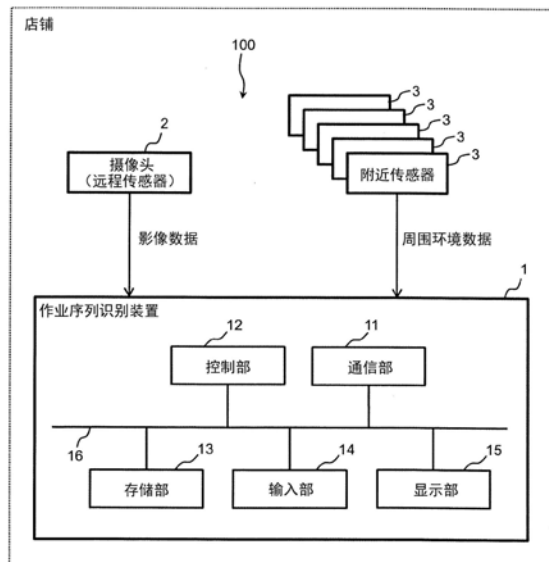 店铺
100
3
3
3
3
3
2
摄像头
（远程传感器）
附近传感器
影像数据
周围环境数据
1
作业序列识别装置
12
11
控制部
通信部
16
13
14
15
存储部
输入部
显示部